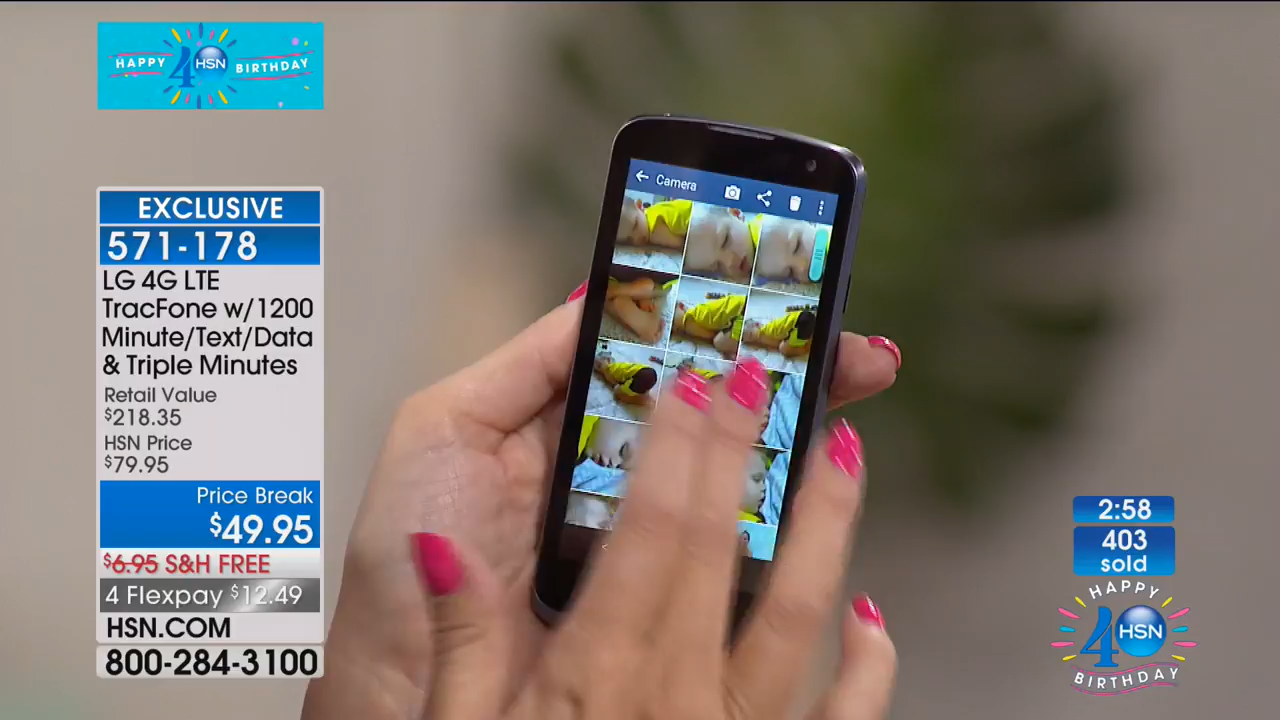 HAPPY 40 HSN BIRTHDAY
EXCLUSIVE
571-178
LG 4G LTE
TracFone w/1200
Minute/Text/Data
& Triple Minutes
Retail Value
$218.35
HSN Price
$79.95
Price Break
$49.95
$6.95 S&H FREE
4 Flexpay $12.49
HSN.COM
800-284-3100
Camera
2:58
403
sold
HAPPY
40 HSN
BIRTHDAY